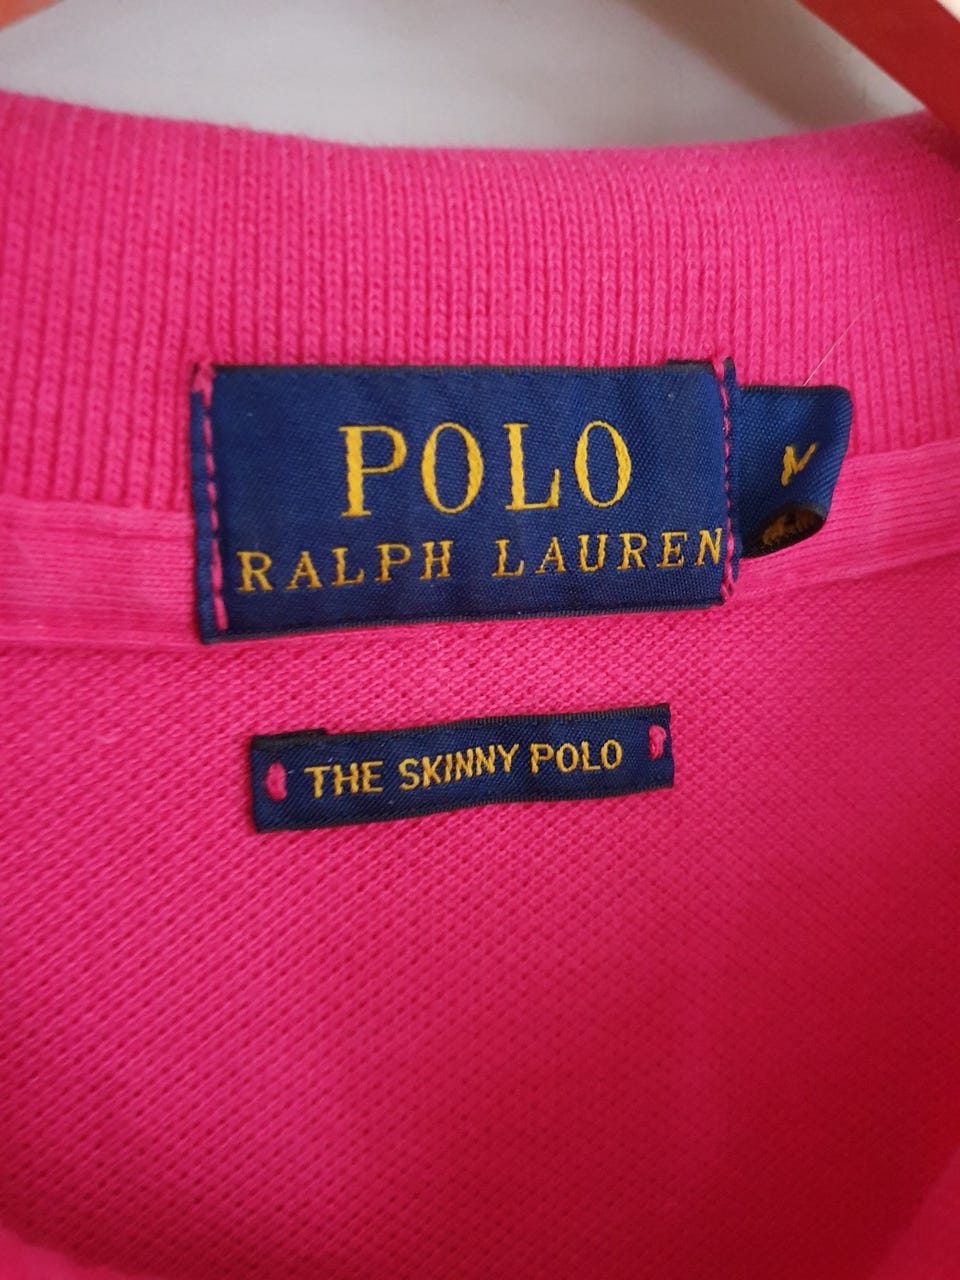 POLO
RALPH LAUREN
M
THE SKINNY POLO